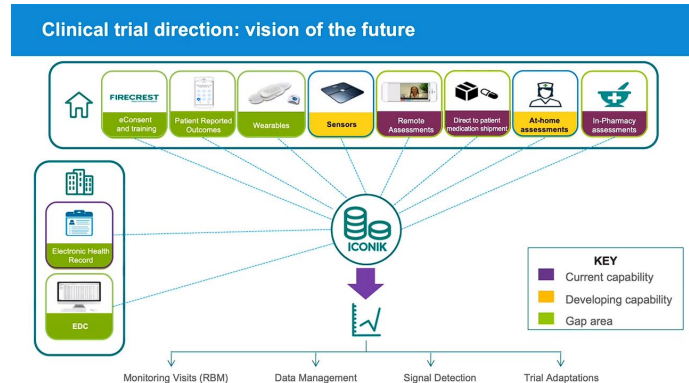 Clinical trial direction: vision of the future
FIRECREST
eConsent
and training
Patient Reported
Outcomes
Wearables
Sensors
Remote
Assessments
Direct to patient
medication shipment
At-home
assessments
In-Pharmacy
assessments
Electronic Health
Record
EDC
ICONIK
KEY
Current capability
Developing capability
Gap area
Monitoring Visits (RBM)
Data Management
Signal Detection
Trial Adaptations